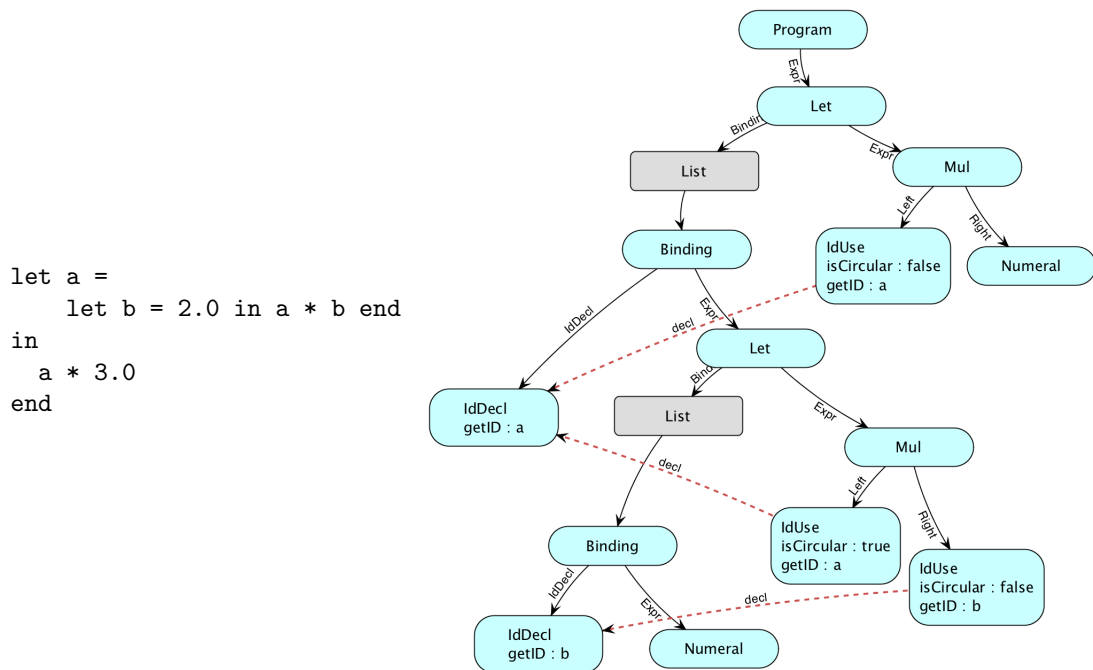 let a =
    let b = 2.0 in a * b end
in
  a * 3.0
end
Program
Expr
Let
Bindin
Expr
List
Mul
Left
Right
Binding
IdUse
isCircular : false
getID : a
Numeral
IdDecl
Expr
decl
Let
Bind
Expr
IdDecl
getID : a
List
Mul
decl
Left
Right
Binding
IdUse
isCircular : true
getID : a
IdUse
isCircular : false
getID : b
IdDecl
Expr
decl
IdDecl
getID : b
Numeral